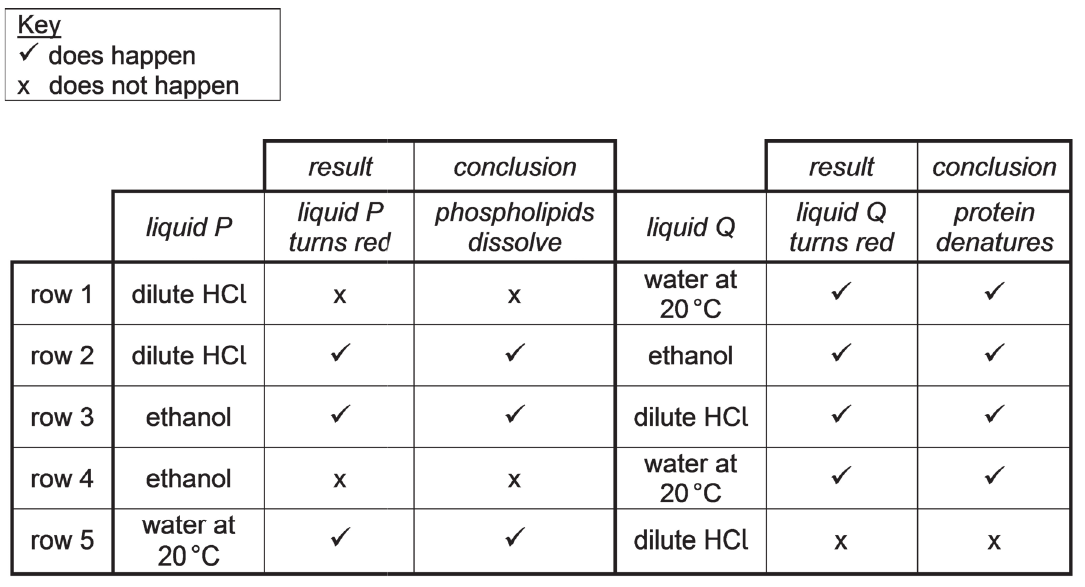 Key
✓ does happen
x does not happen
result conclusion result conclusion
liquid P liquid P turns red phospholipids dissolve liquid Q liquid Q turns red protein denatures
row 1 dilute HCl x x water at 20 °C ✓ ✓
row 2 dilute HCl ✓ ✓ ethanol ✓ ✓
row 3 ethanol ✓ ✓ dilute HCl ✓ ✓
row 4 ethanol x x water at 20 °C ✓ ✓
row 5 water at 20 °C ✓ ✓ dilute HCl x x